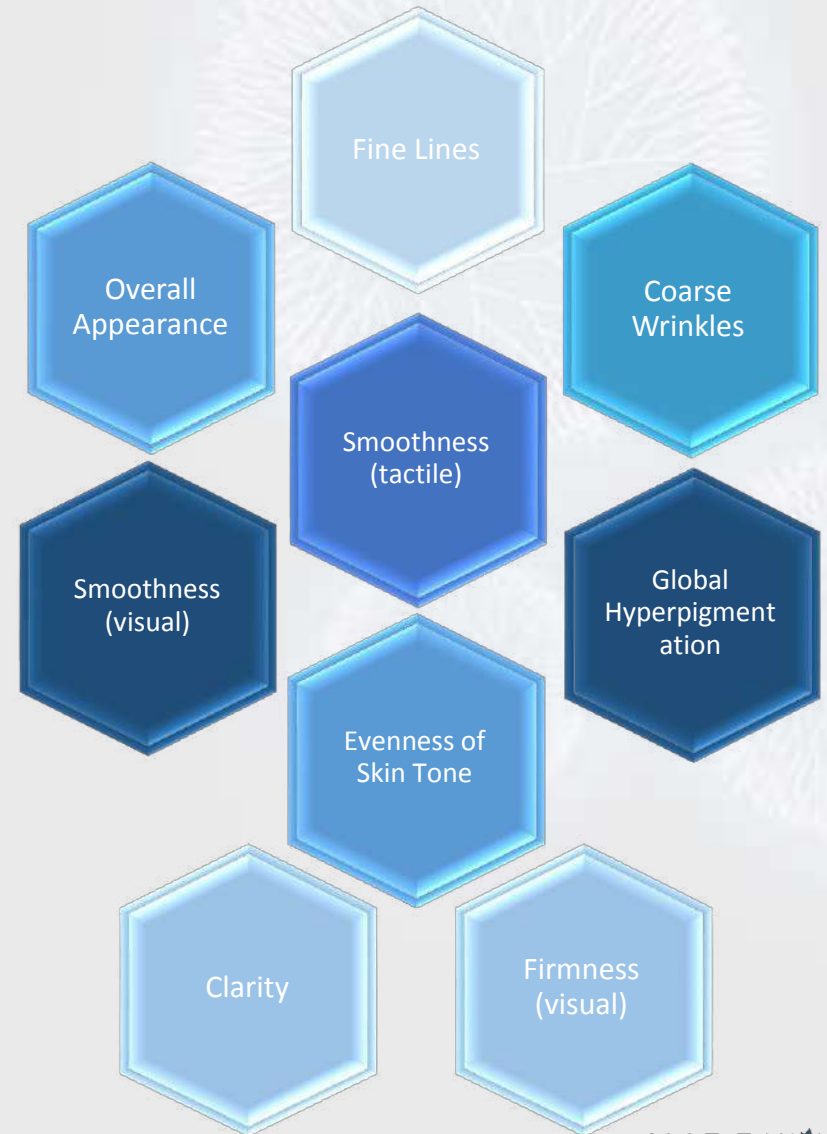 Fine Lines
Overall
Appearance
Coarse
Wrinkles
Smoothness
(tactile)
Smoothness
(visual)
Global
Hyperpigment
ation
Evenness of
Skin Tone
Clarity
Firmness
(visual)